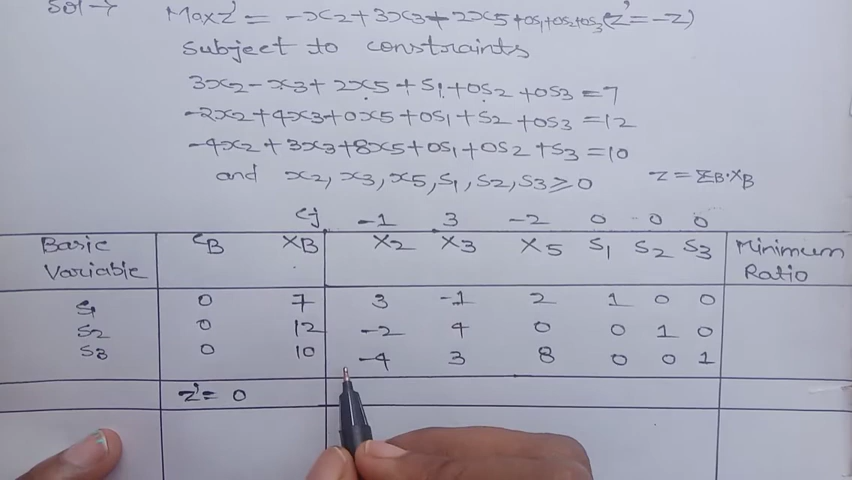 Sol → Max Z' = -x2 + 3x3 - 2x5 + 0s1 + 0s2 + 0s3 (z' = -z)
Subject to constraints
3x2 - x3 + 2x5 + s1 + 0s2 + 0s3 = 7
-2x2 + 4x3 + 0x5 + 0s1 + s2 + 0s3 = 12
-4x2 + 3x3 + 8x5 + 0s1 + 0s2 + s3 = 10
and x2, x3, x5, s1, s2, s3 ≥ 0 z = ΣB·XB
Cj -1 3 -2 0 0 0
Basic Variable CB XB X2 X3 X5 S1 S2 S3 Minimum Ratio
S1 0 7 3 -1 2 1 0 0
S2 0 12 -2 4 0 0 1 0
S3 0 10 -4 3 8 0 0 1
z' = 0